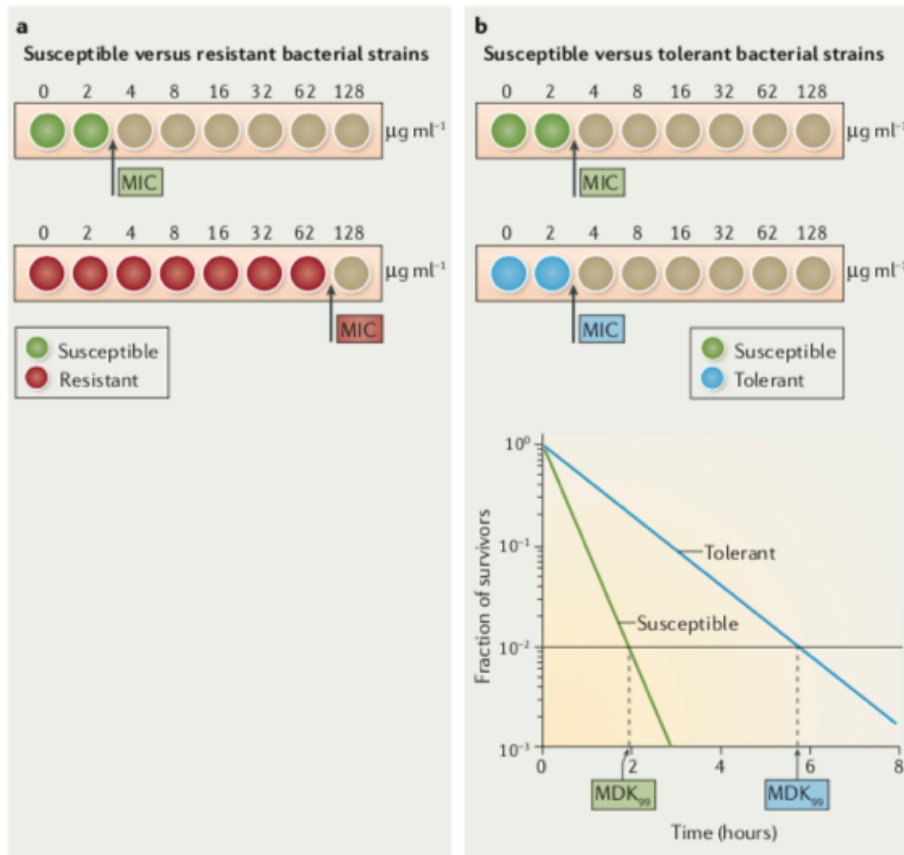 a
Susceptible versus resistant bacterial strains
0 2 4 8 16 32 62 128
µg ml⁻¹
MIC
0 2 4 8 16 32 62 128
µg ml⁻¹
MIC
Susceptible
Resistant
b
Susceptible versus tolerant bacterial strains
0 2 4 8 16 32 62 128
µg ml⁻¹
MIC
0 2 4 8 16 32 62 128
µg ml⁻¹
MIC
Susceptible
Tolerant
Fraction of survivors
10⁰
10⁻¹
10⁻²
10⁻³
Tolerant
Susceptible
0 2 4 6 8
MDK₉₉ MDK₉₉
Time (hours)